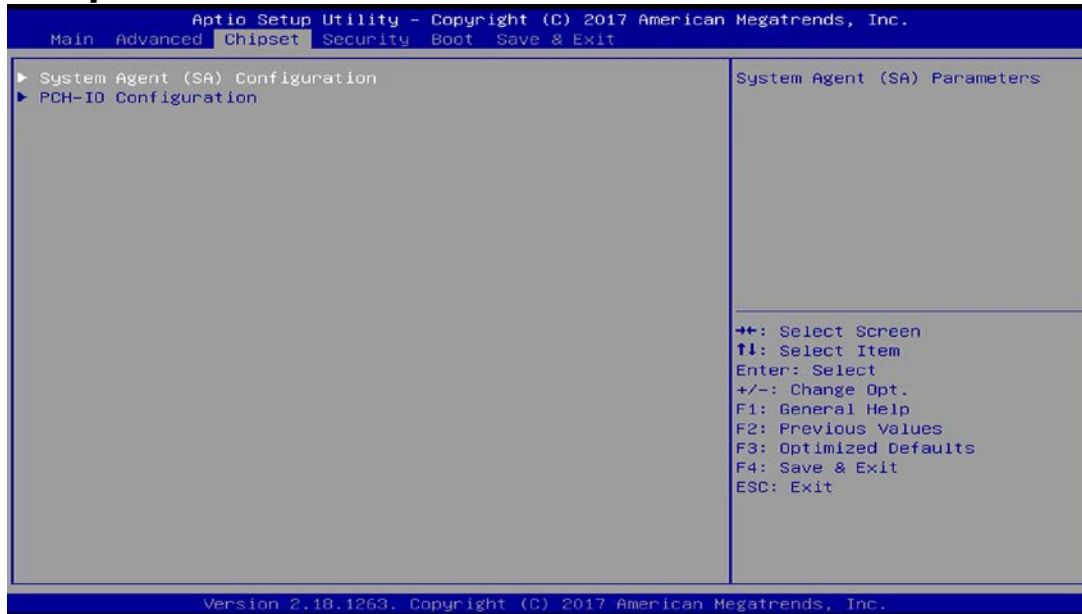 Aptio Setup Utility – Copyright (C) 2017 American Megatrends, Inc.
Main Advanced Chipset Security Boot Save & Exit
▶ System Agent (SA) Configuration
▶ PCH-IO Configuration
System Agent (SA) Parameters
→←: Select Screen
↑↓: Select Item
Enter: Select
+/-: Change Opt.
F1: General Help
F2: Previous Values
F3: Optimized Defaults
F4: Save & Exit
ESC: Exit
Version 2.18.1263. Copyright (C) 2017 American Megatrends, Inc.